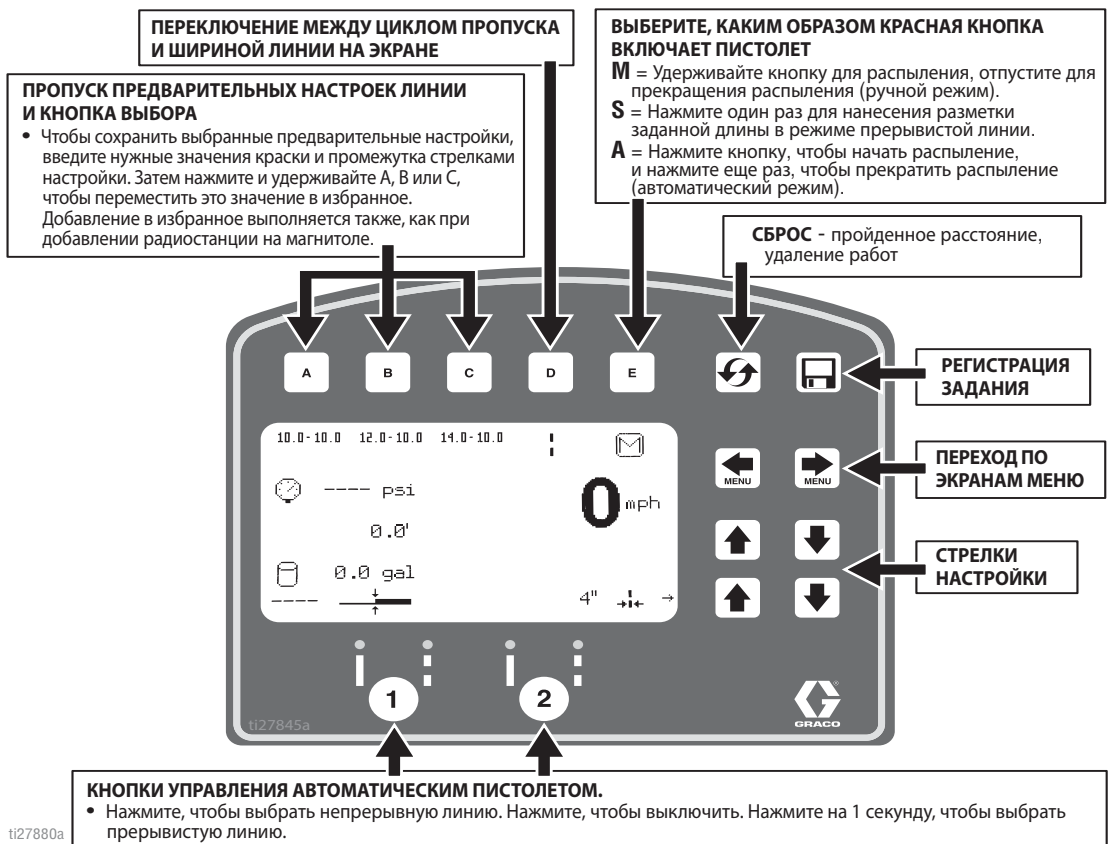 ПЕРЕКЛЮЧЕНИЕ МЕЖДУ ЦИКЛОМ ПРОПУСКА
И ШИРИНОЙ ЛИНИИ НА ЭКРАНЕ
ВЫБЕРИТЕ, КАКИМ ОБРАЗОМ КРАСНАЯ КНОПКА
ВКЛЮЧАЕТ ПИСТОЛЕТ
M = Удерживайте кнопку для распыления, отпустите для
прекращения распыления (ручной режим).
S = Нажмите один раз для нанесения разметки
заданной длины в режиме прерывистой линии.
A = Нажмите кнопку, чтобы начать распыление,
и нажмите еще раз, чтобы прекратить распыление
(автоматический режим).
ПРОПУСК ПРЕДВАРИТЕЛЬНЫХ НАСТРОЕК ЛИНИИ
И КНОПКА ВЫБОРА
• Чтобы сохранить выбранные предварительные настройки,
введите нужные значения краски и промежутка стрелками
настройки. Затем нажмите и удерживайте A, B или C,
чтобы переместить это значение в избранное.
Добавление в избранное выполняется также, как при
добавлении радиостанции на магнитоле.
СБРОС - пройденное расстояние,
удаление работ
A B C D E
РЕГИСТРАЦИЯ
ЗАДАНИЯ
10.0-10.0 12.0-10.0 14.0-10.0 M
MENU MENU
ПЕРЕХОД ПО
ЭКРАНАМ МЕНЮ
---- psi
0 mph
0.0'
0.0 gal
---- 4"
СТРЕЛКИ
НАСТРОЙКИ
1 2
GRACO
ti27845a
КНОПКИ УПРАВЛЕНИЯ АВТОМАТИЧЕСКИМ ПИСТОЛЕТОМ.
• Нажмите, чтобы выбрать непрерывную линию. Нажмите, чтобы выключить. Нажмите на 1 секунду, чтобы выбрать
прерывистую линию.
ti27880a